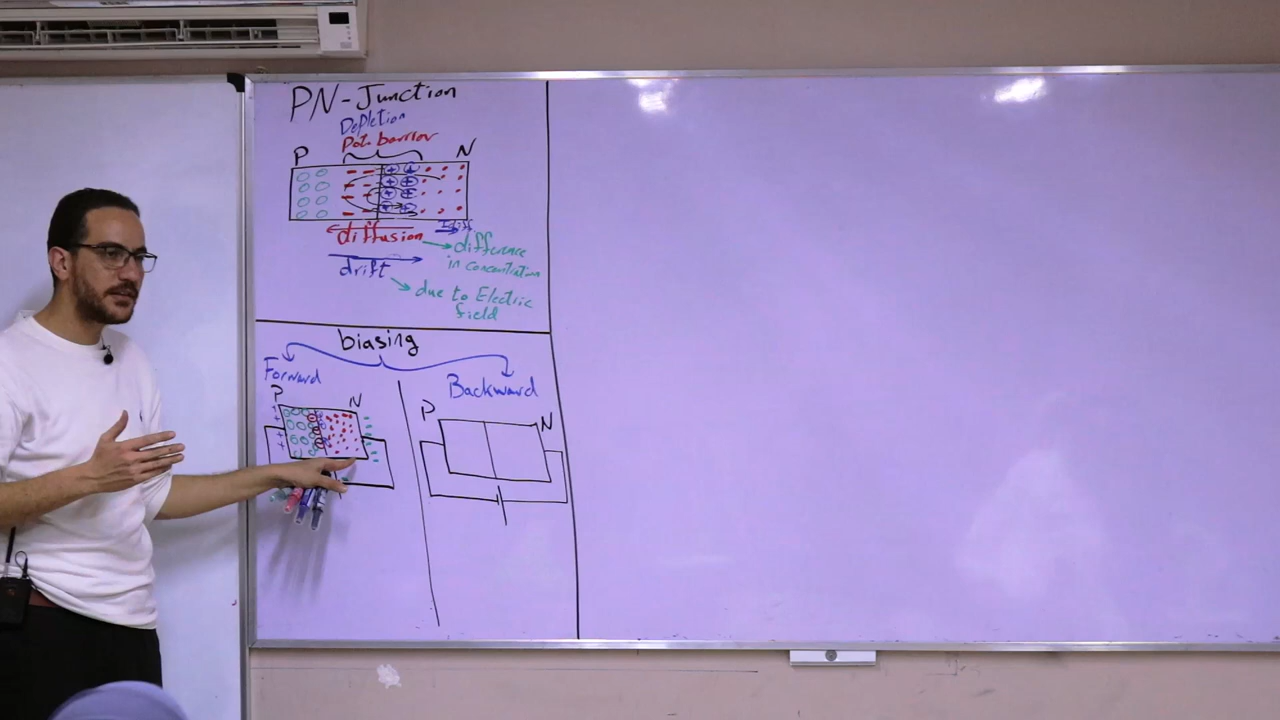 PN-Junction
Depletion
Pot. barrier
P N
diffusion
difference
in concentration
drift
due to Electric
field
biasing
Forward
Backward
P N
P N